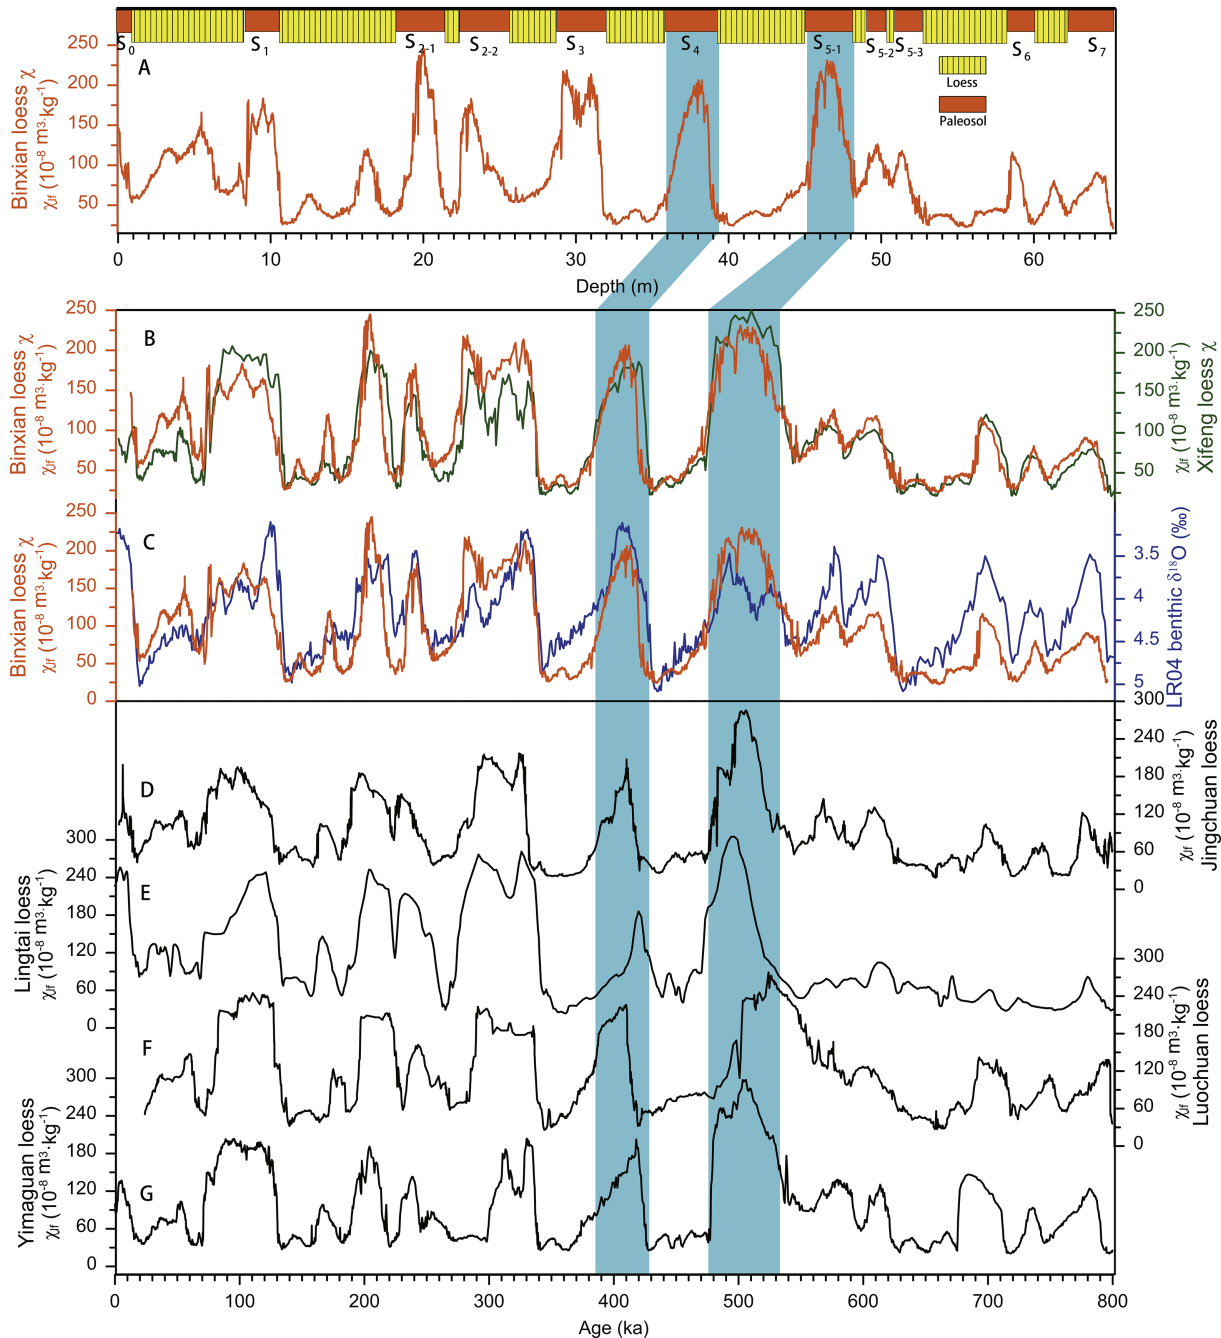 S0 S1 S2-1 S2-2 S3 S4 S5-1 S5-2 S5-3 S6 S7
A
Loess
Paleosol
Binxian loess χ
χlf (10-8 m3·kg-1)
250
200
150
100
50
0 10 20 30 40 50 60
Depth (m)
B
Binxian loess χ
χlf (10-8 m3·kg-1)
250
200
150
100
50
250
200
150
100
50
χlf (10-8 m3·kg-1)
Xifeng loess χ
C
Binxian loess χ
χlf (10-8 m3·kg-1)
250
200
150
100
50
0
3.5
4
4.5
5
LR04 benthic δ18O (‰)
D
300
240
180
120
60
0
χlf (10-8 m3·kg-1)
Jingchuan loess
E
Lingtai loess
χlf (10-8 m3·kg-1)
300
240
180
120
60
0
F
300
240
180
120
60
0
χlf (10-8 m3·kg-1)
Luochuan loess
G
Yimaguan loess
χlf (10-8 m3·kg-1)
300
240
180
120
60
0
0 100 200 300 400 500 600 700 800
Age (ka)